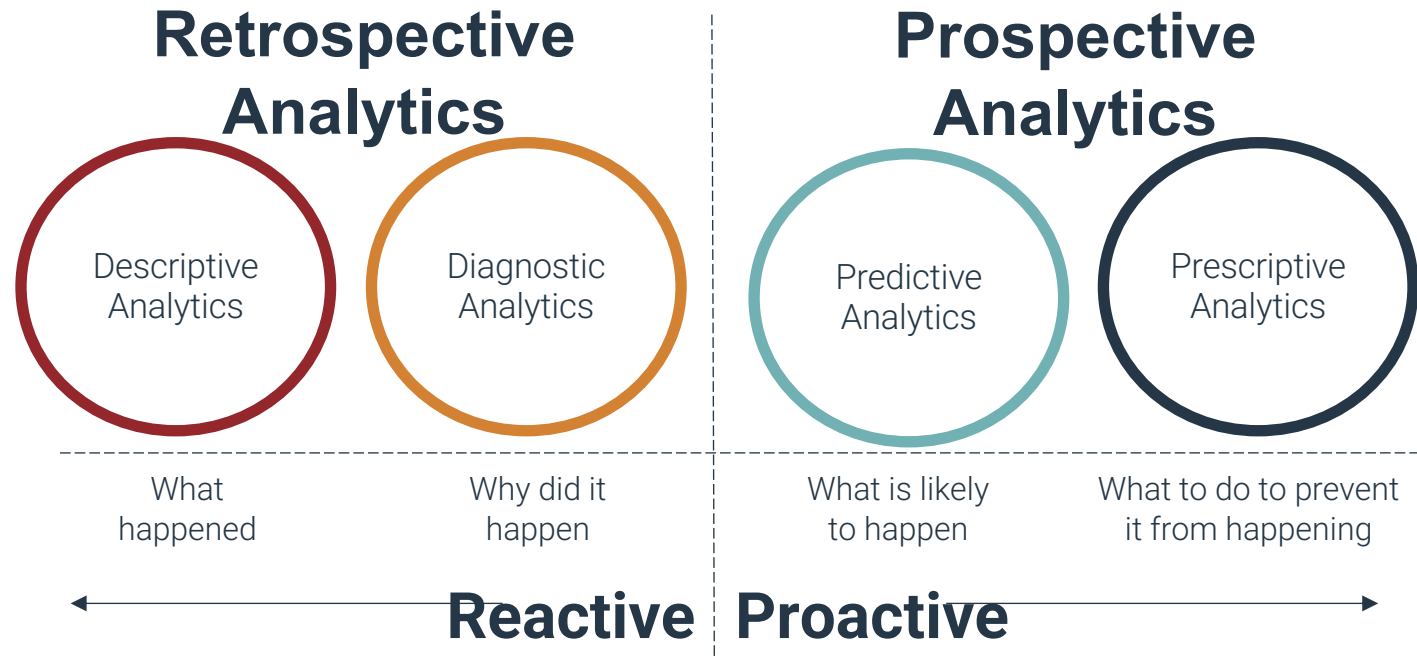 Retrospective
Analytics
Prospective
Analytics
Descriptive
Analytics
Diagnostic
Analytics
Predictive
Analytics
Prescriptive
Analytics
What
happened
Why did it
happen
What is likely
to happen
What to do to prevent
it from happening
Reactive
Proactive